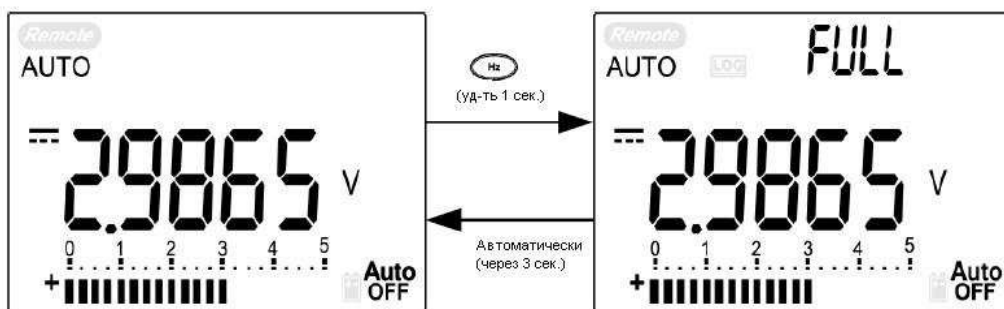 Remote
AUTO
2.9865 V
0 1 2 3 4 5
+
Auto
OFF
Hz
(уд-ть 1 сек.)
Автоматически
(через 3 сек.)
Remote
FULL
AUTO LOG
2.9865 V
0 1 2 3 4 5
+
Auto
OFF